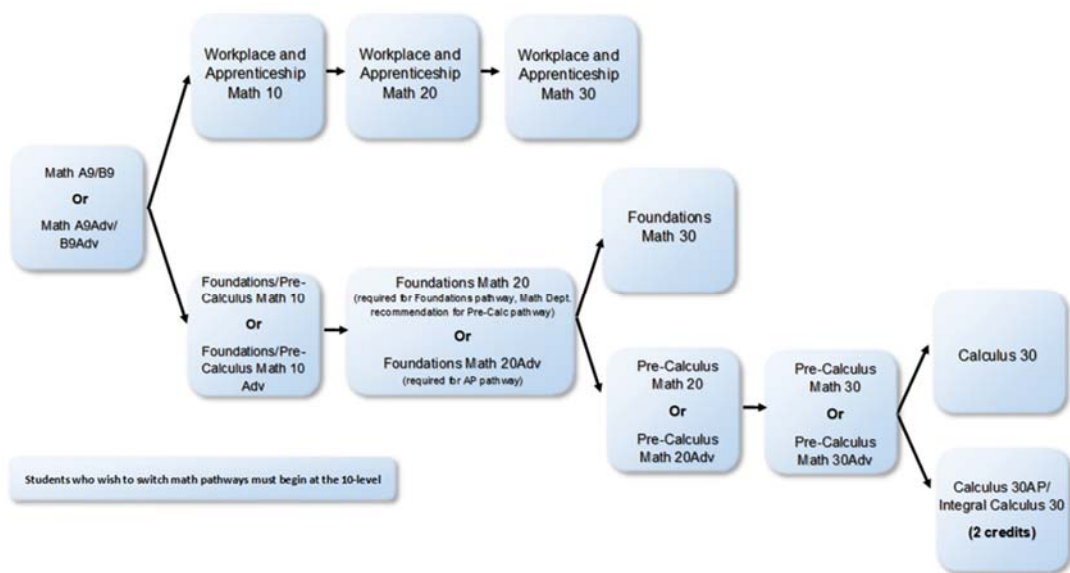 Workplace and
Apprenticeship
Math 10
Workplace and
Apprenticeship
Math 20
Workplace and
Apprenticeship
Math 30
Math A9/B9
Or
Math A9Adv/
B9Adv
Foundations/Pre-
Calculus Math 10
Or
Foundations/Pre-
Calculus Math 10
Adv
Foundations Math 20
(required for Foundations pathway, Math Dept.
recommendation for Pre-Calc pathway)
Or
Foundations Math 20Adv
(required for AP pathway)
Foundations
Math 30
Pre-Calculus
Math 20
Or
Pre-Calculus
Math 20Adv
Pre-Calculus
Math 30
Or
Pre-Calculus
Math 30Adv
Calculus 30
Calculus 30AP/
Integral Calculus 30
(2 credits)
Students who wish to switch math pathways must begin at the 10-level